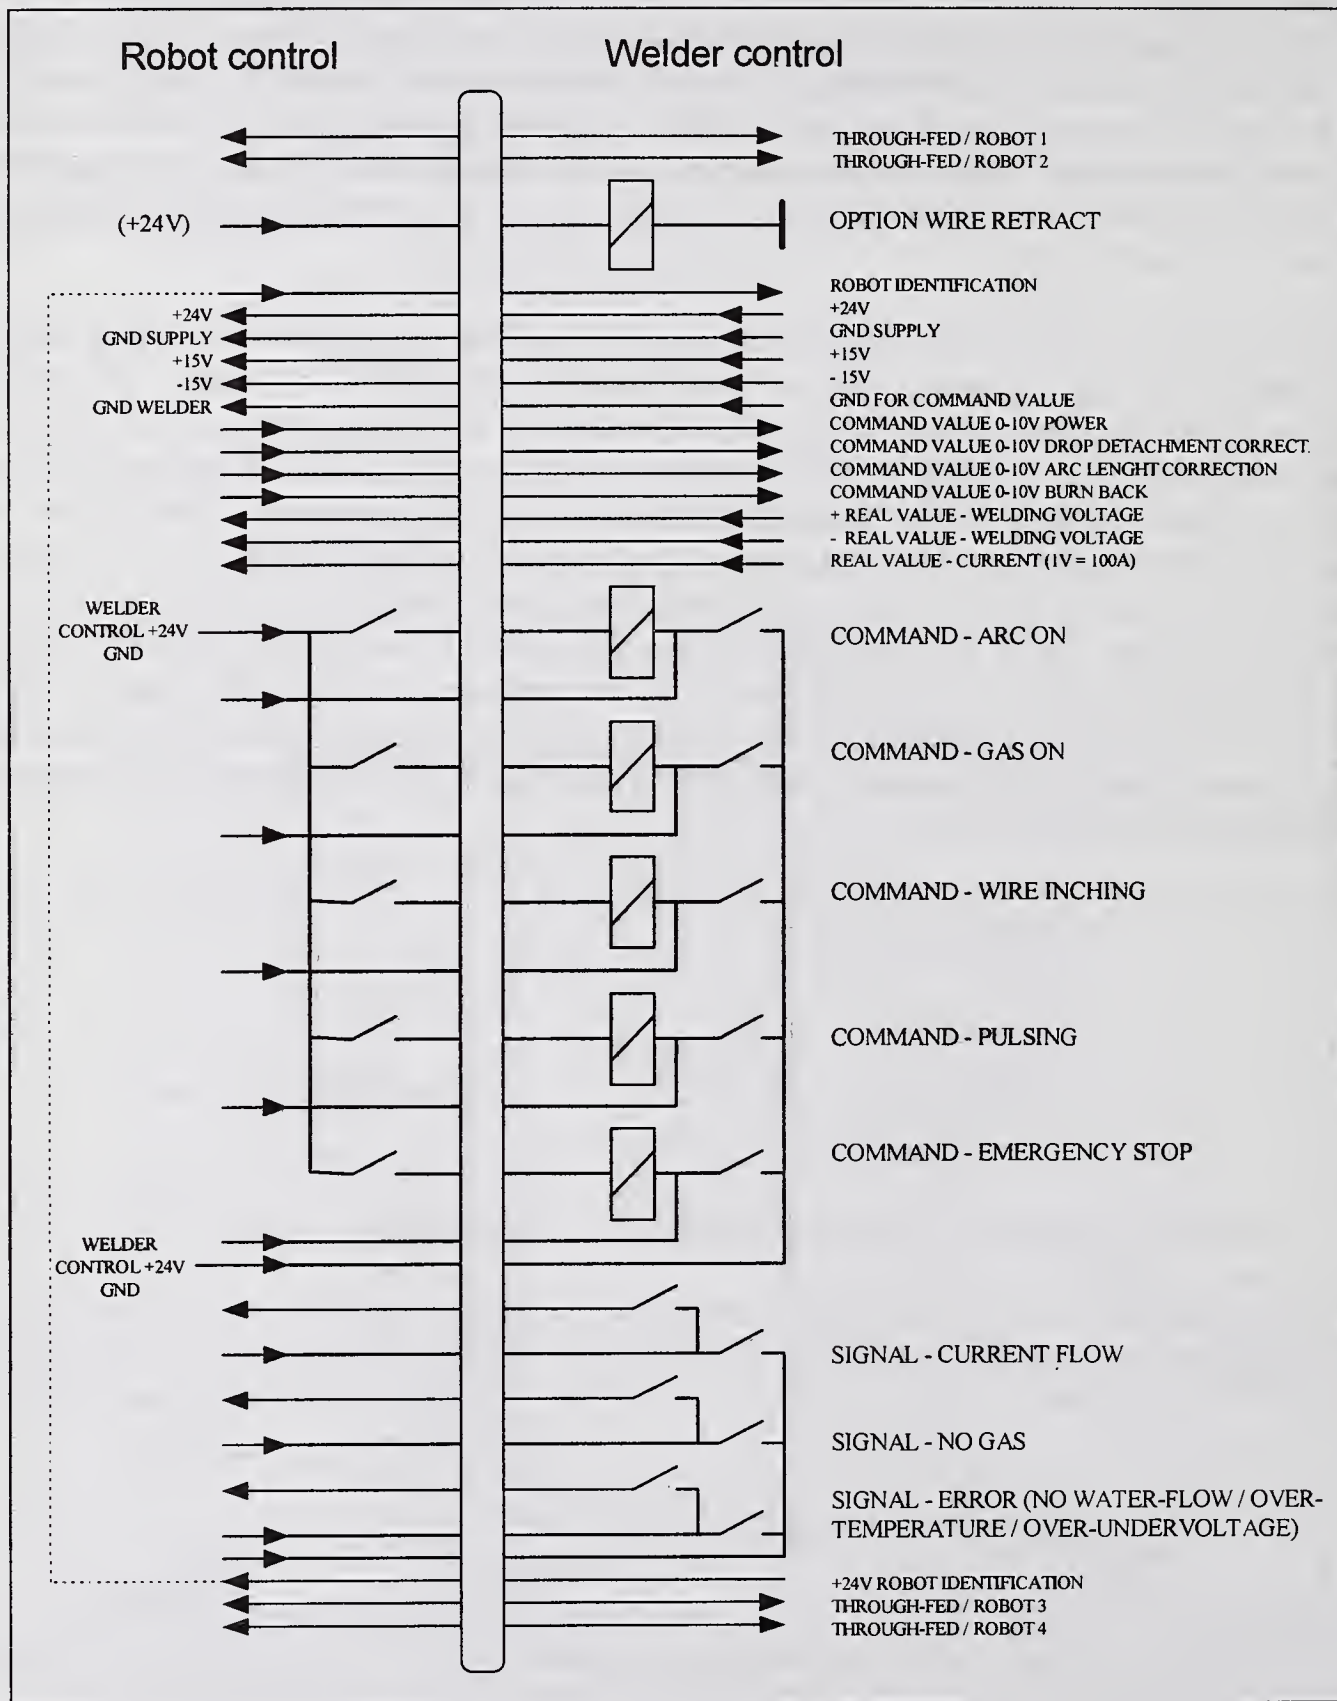 Robot control
Welder control
THROUGH-FED / ROBOT 1
THROUGH-FED / ROBOT 2
(+24V)
OPTION WIRE RETRACT
ROBOT IDENTIFICATION
+24V
+24V
GND SUPPLY
GND SUPPLY
+15V
+15V
-15V
- 15V
GND WELDER
GND FOR COMMAND VALUE
COMMAND VALUE 0-10V POWER
COMMAND VALUE 0-10V DROP DETACHMENT CORRECT.
COMMAND VALUE 0-10V ARC LENGHT CORRECTION
COMMAND VALUE 0-10V BURN BACK
+ REAL VALUE - WELDING VOLTAGE
- REAL VALUE - WELDING VOLTAGE
REAL VALUE - CURRENT (1V = 100A)
WELDER
CONTROL +24V
GND
COMMAND - ARC ON
COMMAND - GAS ON
COMMAND - WIRE INCHING
COMMAND - PULSING
COMMAND - EMERGENCY STOP
WELDER
CONTROL +24V
GND
SIGNAL - CURRENT FLOW
SIGNAL - NO GAS
SIGNAL - ERROR (NO WATER-FLOW / OVER-
TEMPERATURE / OVER-UNDERVOLTAGE)
+24V ROBOT IDENTIFICATION
THROUGH-FED / ROBOT 3
THROUGH-FED / ROBOT 4